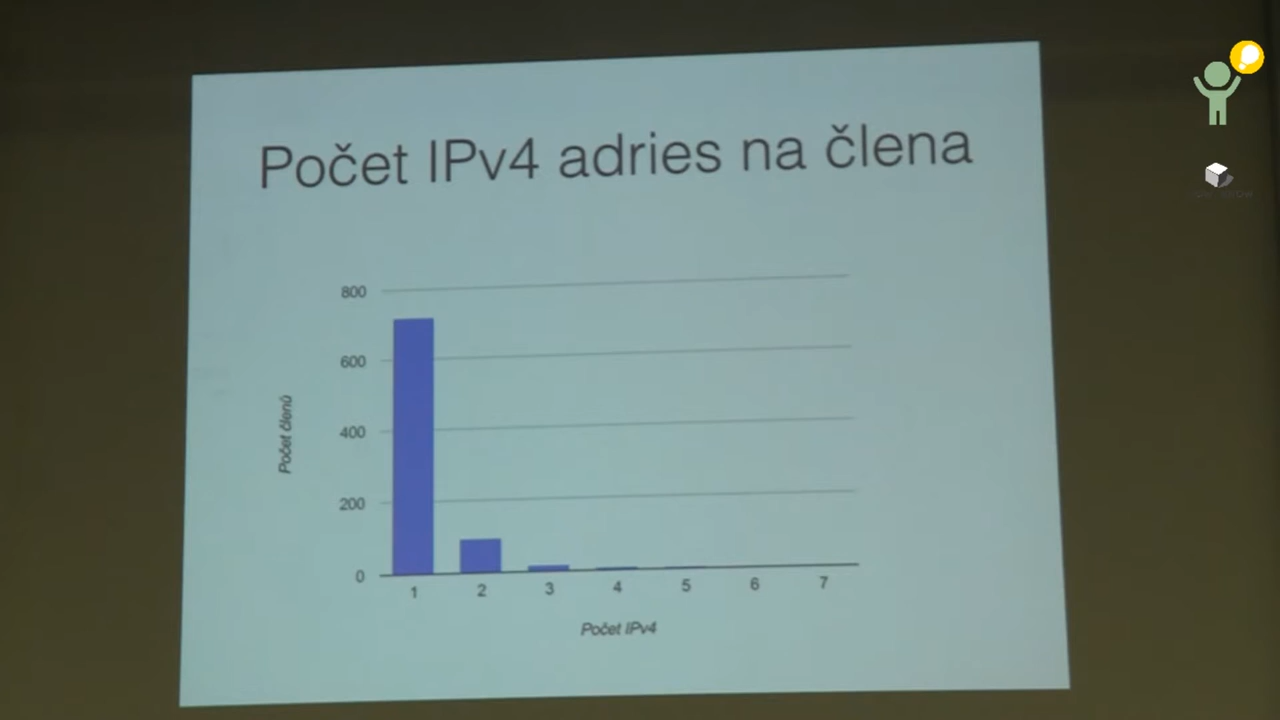 Počet IPv4 adries na člena
800
600
400
200
0
Počet členů
1 2 3 4 5 6 7
Počet IPv4